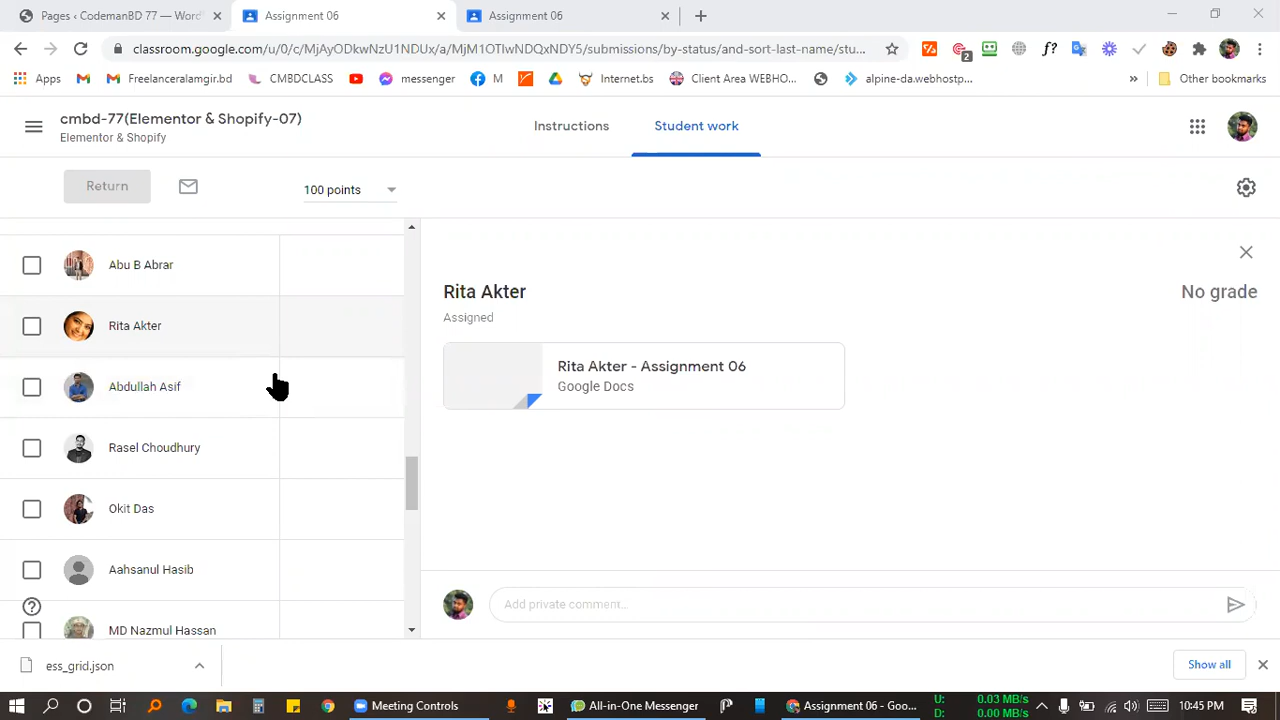 Pages ‹ CodemanBD 77 — Word
Assignment 06
Assignment 06
classroom.google.com/u/0/c/MjAyODkwNzU1NDUx/a/MjM1OTIwNDQxNDY5/submissions/by-status/and-sort-last-name/stu...
2
f?
Apps
Freelanceralamgir.bd
CMBDCLASS
messenger
M
Internet.bs
Client Area WEBHO...
alpine-da.webhostp...
»
Other bookmarks
cmbd-77(Elementor & Shopify-07)
Elementor & Shopify
Instructions
Student work
Return
100 points
Abu B Abrar
Rita Akter
Abdullah Asif
Rasel Choudhury
Okit Das
Aahsanul Hasib
MD Nazmul Hassan
Rita Akter
No grade
Assigned
Rita Akter - Assignment 06
Google Docs
Add private comment...
ess_grid.json
Show all
Meeting Controls
All-in-One Messenger
Assignment 06 - Goo...
U: 0.03 MB/s
D: 0.00 MB/s
10:45 PM